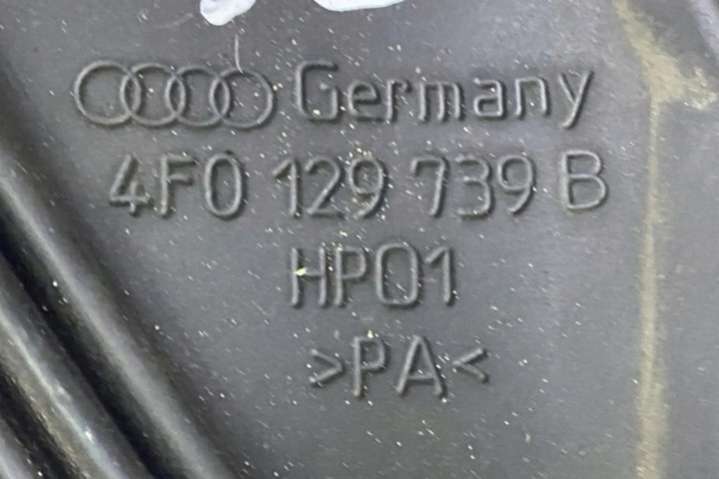 Germany
4F0 129 739 B
HP01
>PA<